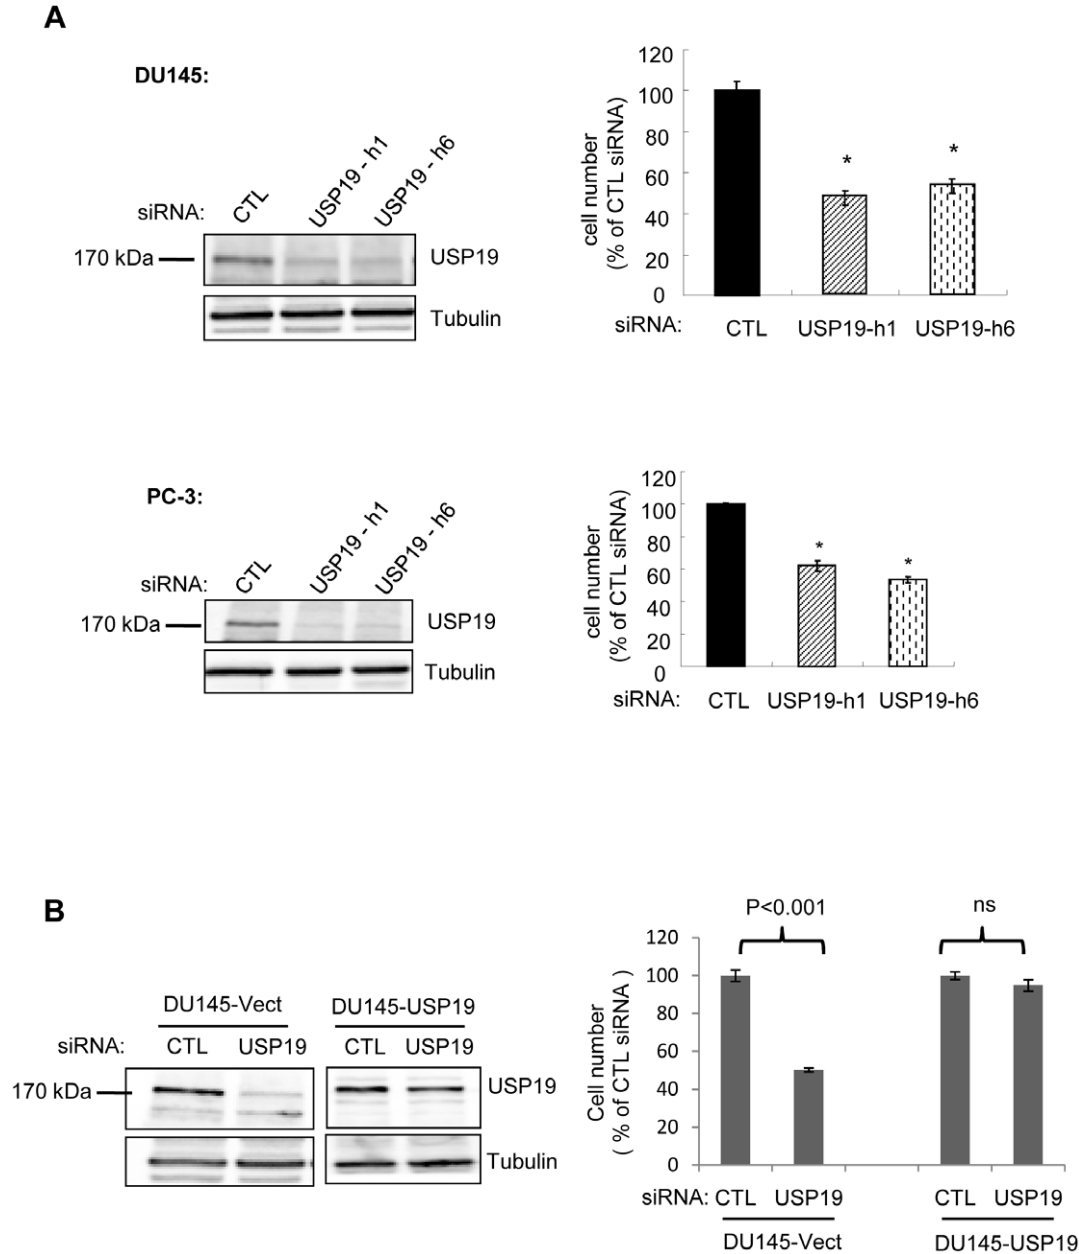 A
DU145:
siRNA: CTL USP19 - h1 USP19 - h6
170 kDa USP19
Tubulin
cell number
(% of CTL siRNA)
120
100
80
60
40
20
0
* *
siRNA: CTL USP19-h1 USP19-h6
PC-3:
siRNA: CTL USP19 - h1 USP19 - h6
170 kDa USP19
Tubulin
cell number
(% of CTL siRNA)
120
100
80
60
40
20
0
* *
siRNA: CTL USP19-h1 USP19-h6
B
DU145-Vect DU145-USP19
siRNA: CTL USP19 CTL USP19
170 kDa USP19
Tubulin
P<0.001 ns
Cell number
( % of CTL siRNA )
120
100
80
60
40
20
0
siRNA: CTL USP19 CTL USP19
DU145-Vect DU145-USP19